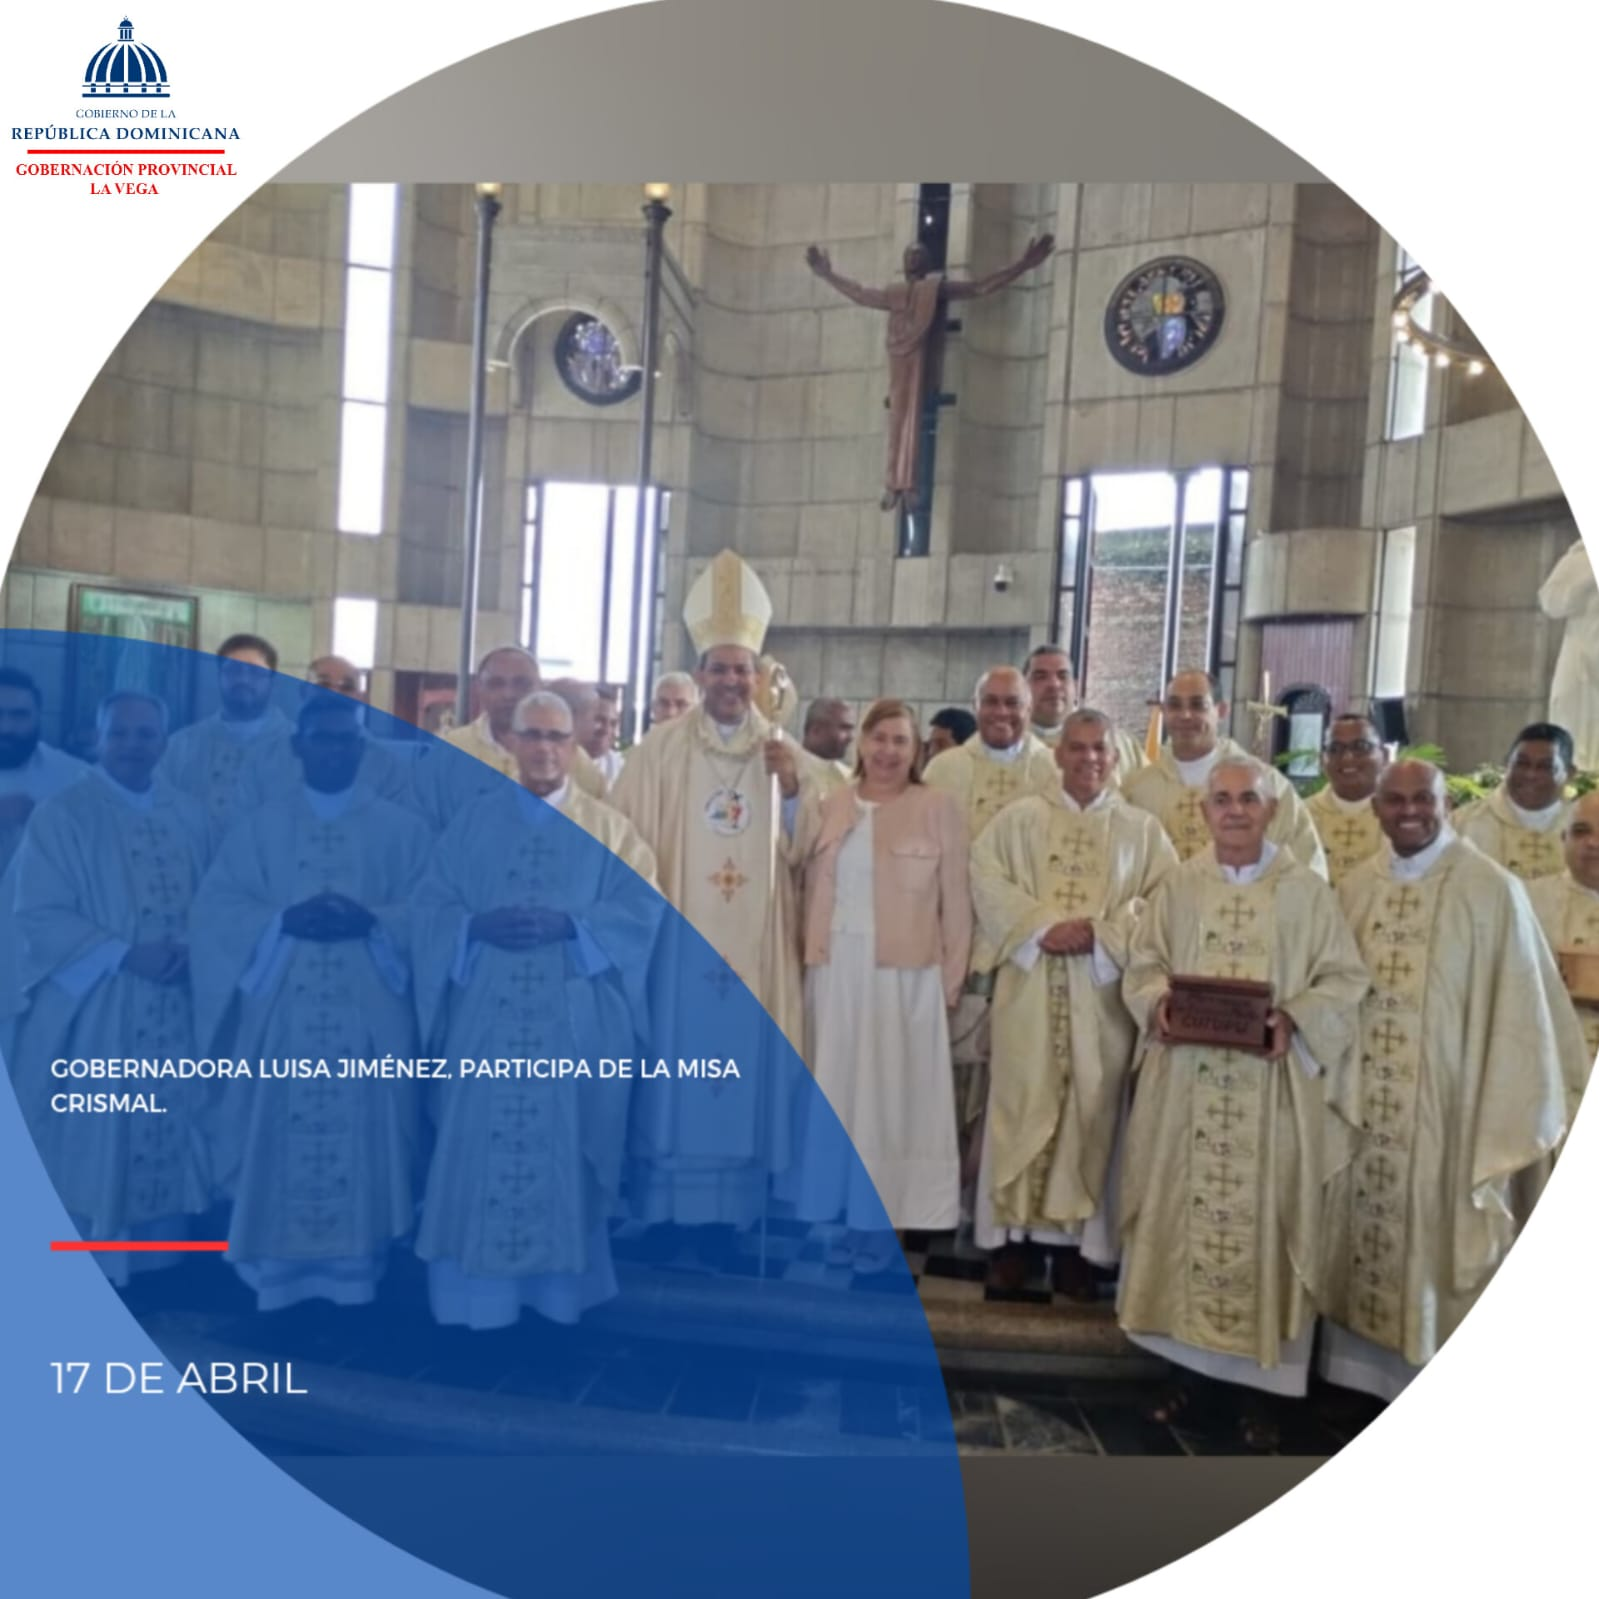 GOBIERNO DE LA
REPÚBLICA DOMINICANA
GOBERNACIÓN PROVINCIAL
LA VEGA
GOBERNADORA LUISA JIMÉNEZ, PARTICIPA DE LA MISA
CRISMAL.
17 DE ABRIL
CUTUPÚ